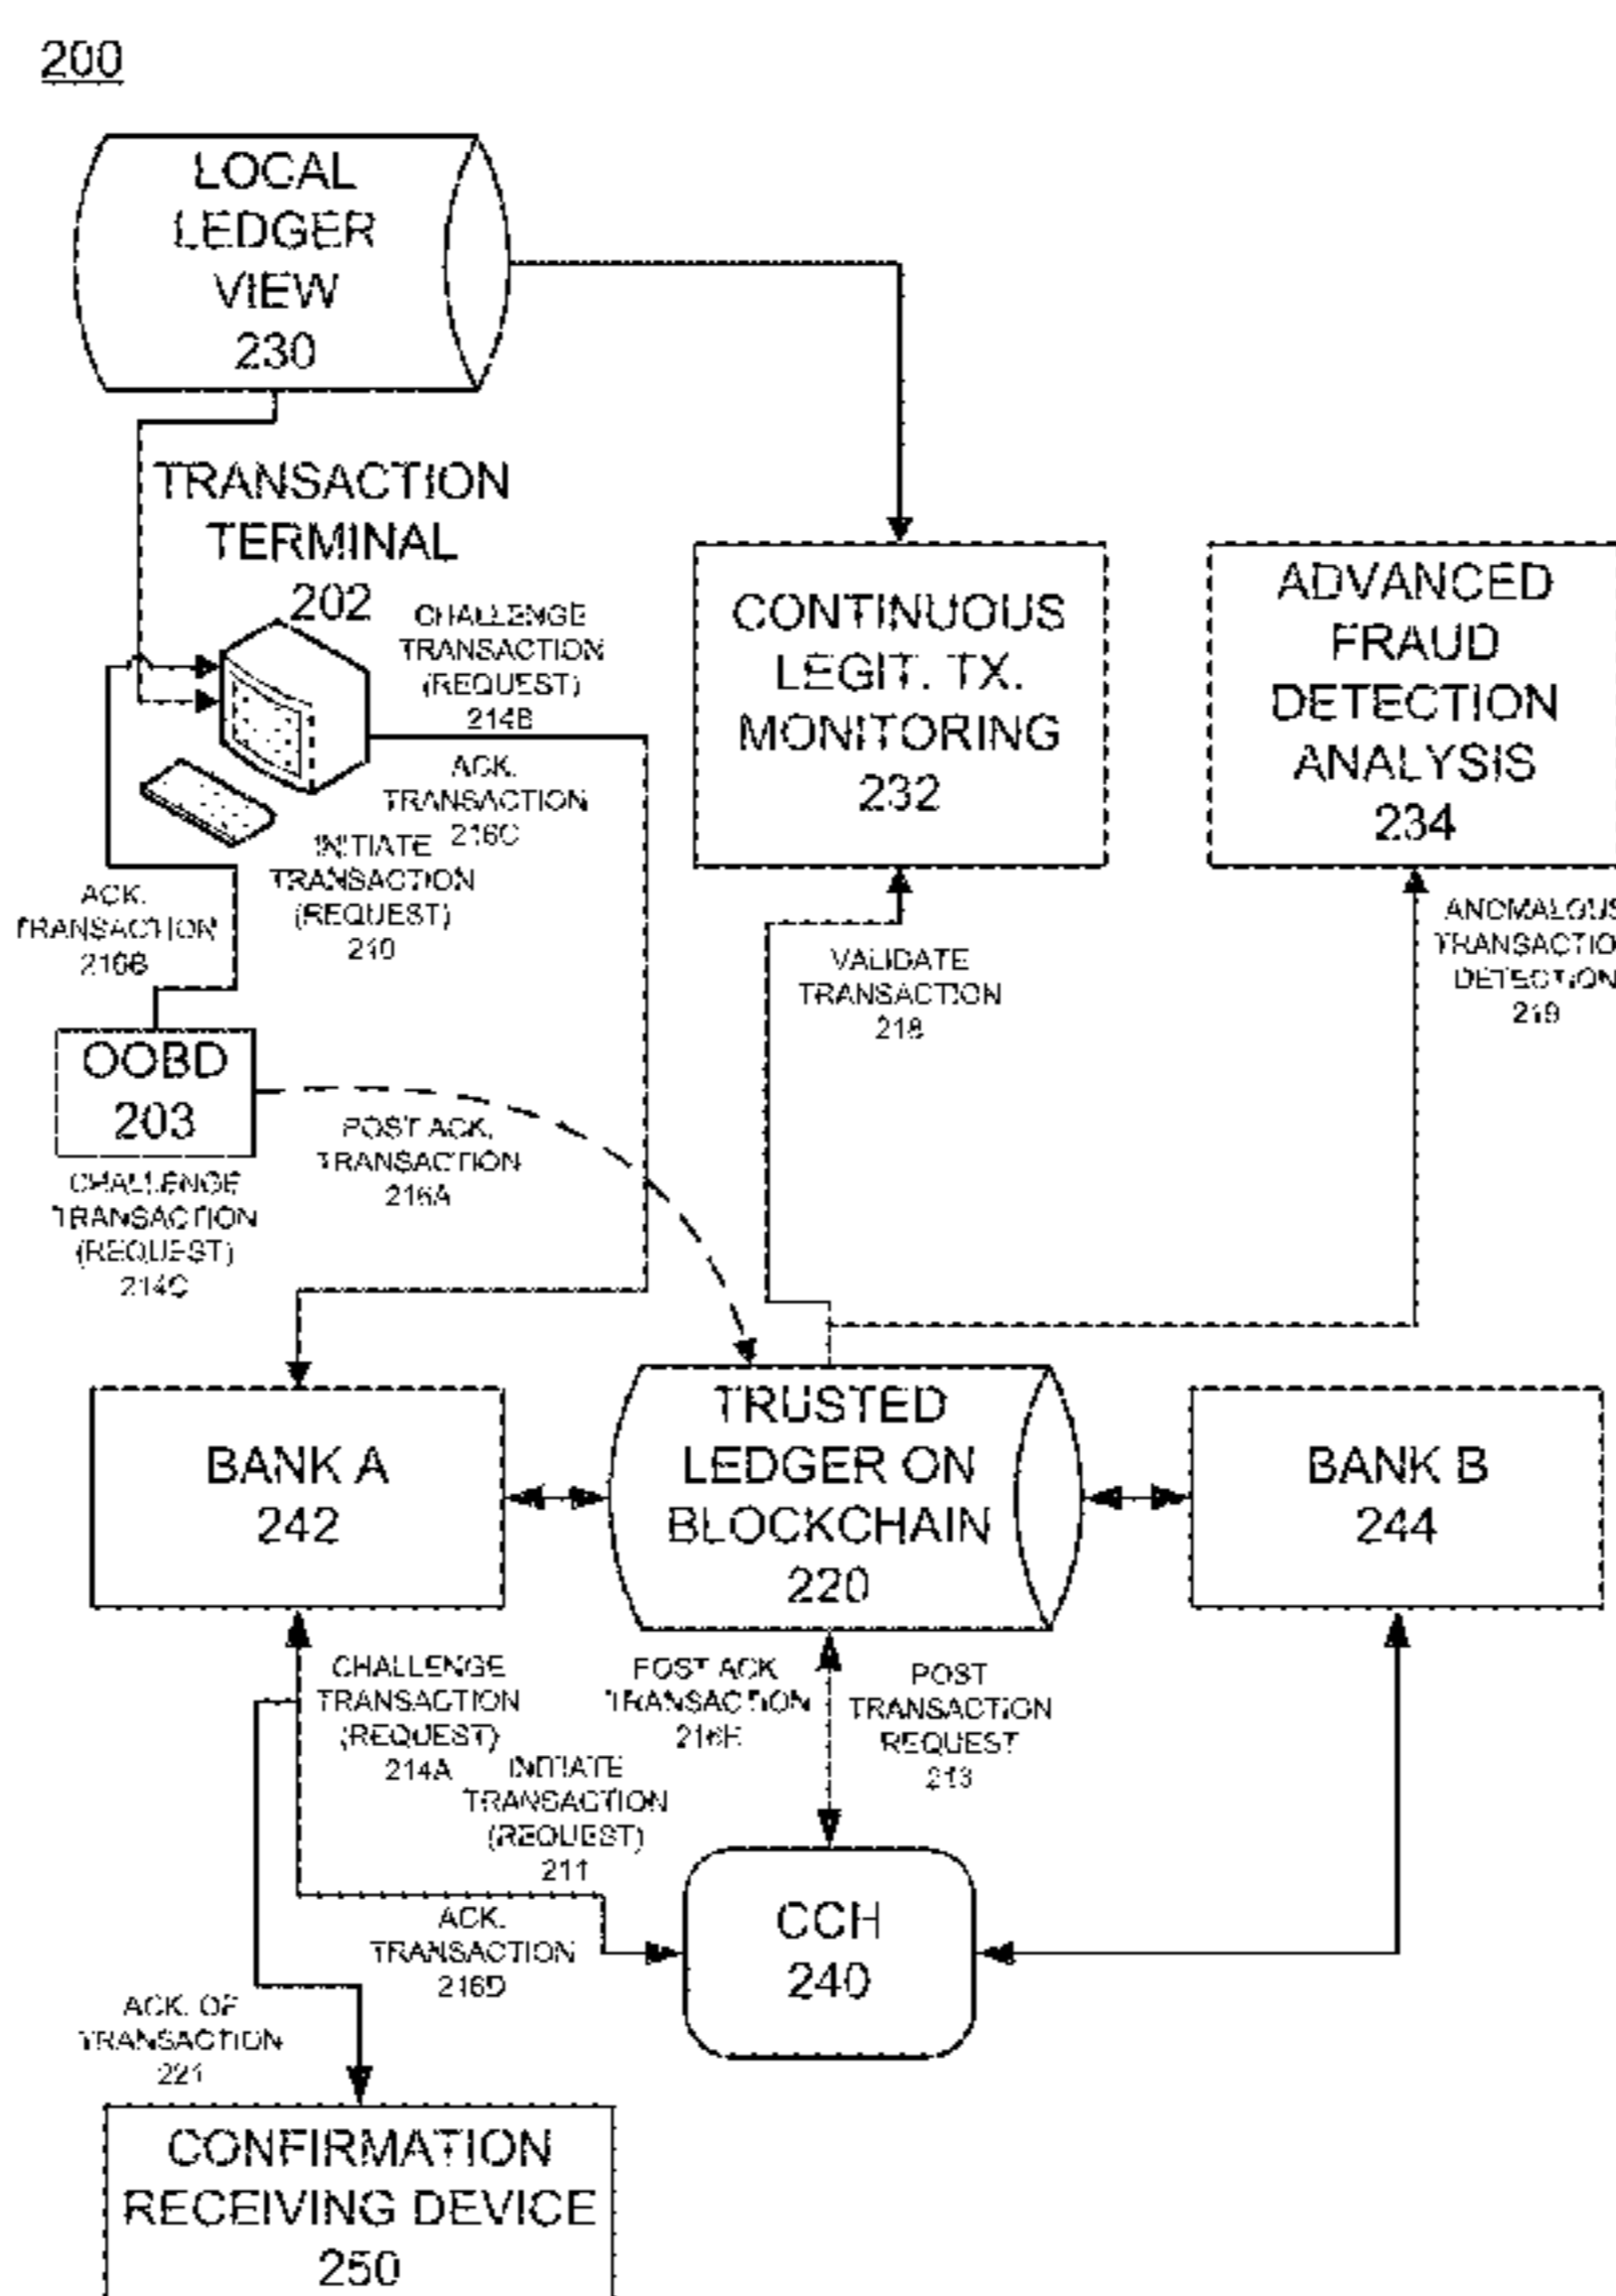 200
LOCAL
LEDGER
VIEW
230
TRANSACTION
TERMINAL
202
CHALLENGE
TRANSACTION
(REQUEST)
214B
ACK.
TRANSACTION
216C
INITIATE
TRANSACTION
(REQUEST)
210
CONTINUOUS
LEGIT. TX.
MONITORING
232
ADVANCED
FRAUD
DETECTION
ANALYSIS
234
ACK.
TRANSACTION
216B
VALIDATE
TRANSACTION
218
ANOMALOUS
TRANSACTIO
DETECTION
219
OOBD
203
POST ACK.
TRANSACTION
216A
CHALLENGE
TRANSACTION
(REQUEST)
214C
BANK A
242
TRUSTED
LEDGER ON
BLOCKCHAIN
220
BANK B
244
CHALLENGE
TRANSACTION
(REQUEST)
214A
POST ACK
TRANSACTION
216E
POST
TRANSACTION
REQUEST
213
INITIATE
TRANSACTION
(REQUEST)
211
ACK.
TRANSACTION
216D
CCH
240
ACK. OF
TRANSACTION
221
CONFIRMATION
RECEIVING DEVICE
250